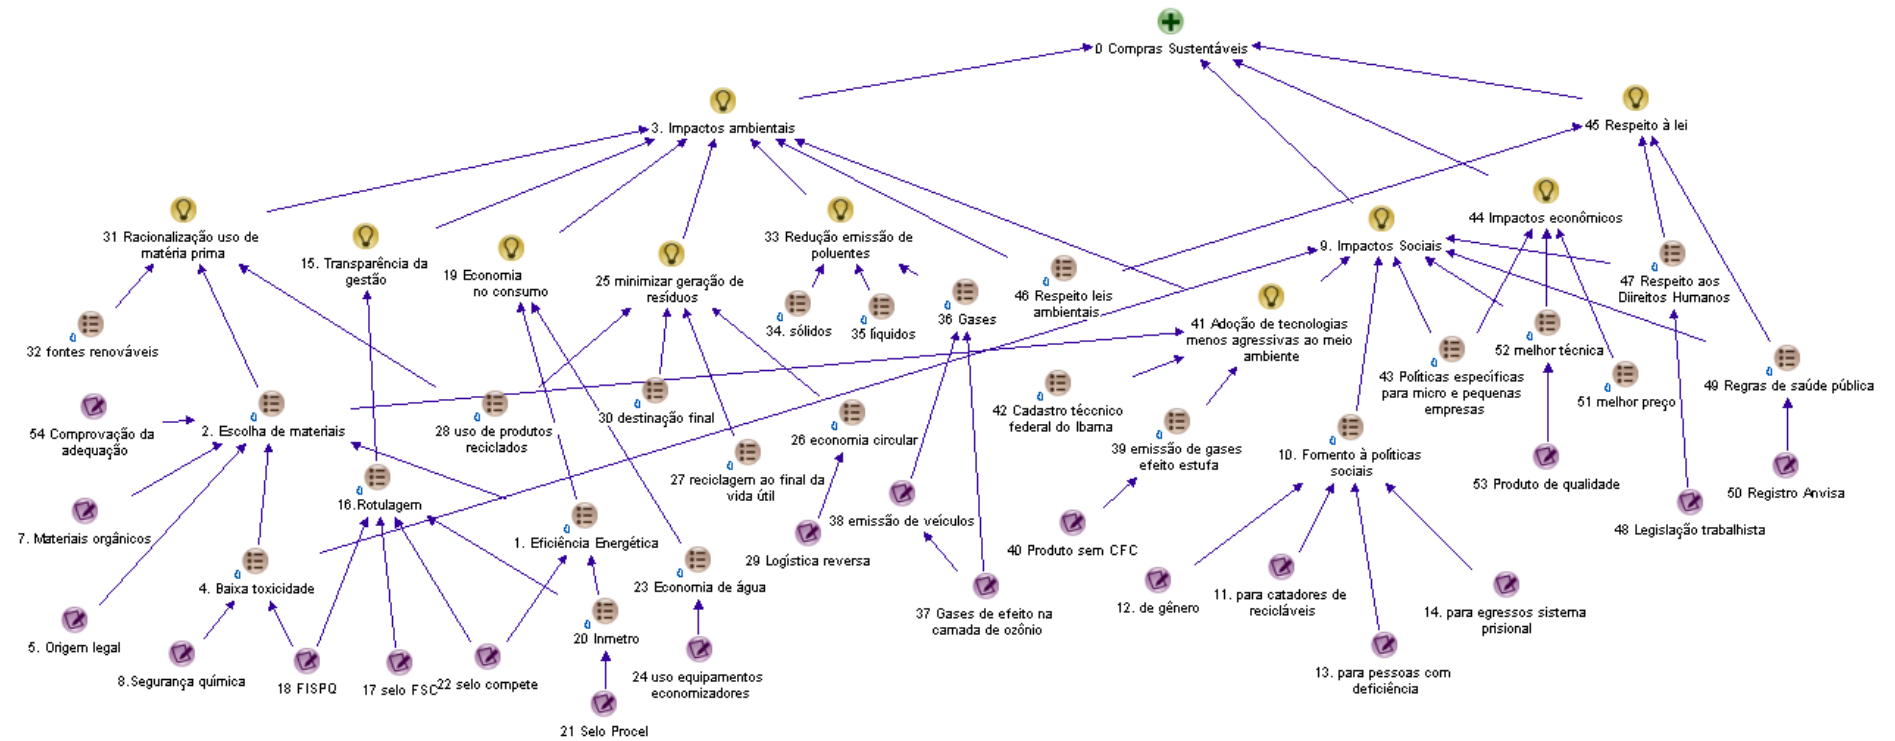 0 Compras Sustentáveis
3. Impactos ambientais
45 Respeito à lei
31 Racionalização uso de
matéria prima
15. Transparência da
gestão
19 Economia
no consumo
25 minimizar geração de
resíduos
33 Redução emissão de
poluentes
44 Impactos econômicos
9. Impactos Sociais
46 Respeito leis
ambientais
47 Respeito aos
Diireitos Humanos
32 fontes renováveis
34. sólidos
35 líquidos
36 Gases
41 Adoção de tecnologias
menos agressivas ao meio
ambiente
52 melhor técnica
43 Políticas específicas
para micro e pequenas
empresas
51 melhor preço
49 Regras de saúde pública
54 Comprovação da
adequação
2. Escolha de materiais
28 uso de produtos
reciclados
30 destinação final
26 economia circular
42 Cadastro téccnico
federal do Ibama
39 emissão de gases
efeito estufa
10. Fomento à políticas
sociais
27 reciclagem ao final da
vida útil
53 Produto de qualidade
50 Registro Anvisa
16.Rotulagem
7. Materiais orgânicos
1. Eficiência Energética
38 emissão de veículos
29 Logística reversa
40 Produto sem CFC
48 Legislação trabalhista
4. Baixa toxicidade
23 Economia de água
5. Origem legal
20 Inmetro
37 Gases de efeito na
camada de ozônio
12. de gênero
11. para catadores de
recicláveis
14. para egressos sistema
prisional
8.Segurança química
18 FISPQ
17 selo FSC
22 selo compete
24 uso equipamentos
economizadores
13. para pessoas com
deficiência
21 Selo Procel